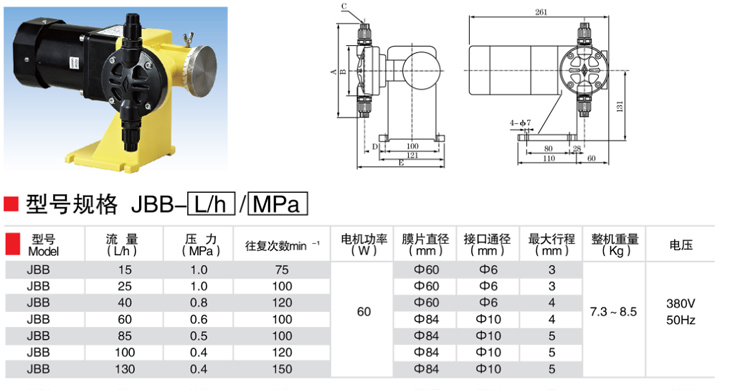 C
261
A
B
131
4-Φ7
D
100
121
E
80
28
110
60
型号规格 JBB-L/h/MPa
型号 流量 压力 往复次数min⁻¹ 电机功率 膜片直径 接口通径 最大行程 整机重量 电压
Model (L/h) (MPa) (W) (mm) (mm) (mm) (Kg)
JBB 15 1.0 75 Φ60 Φ6 3
JBB 25 1.0 100 Φ60 Φ6 3
JBB 40 0.8 120 Φ60 Φ6 4
JBB 60 0.6 100 60 Φ84 Φ10 4 7.3~8.5 380V
50Hz
JBB 85 0.5 100 Φ84 Φ10 5
JBB 100 0.4 120 Φ84 Φ10 5
JBB 130 0.4 150 Φ84 Φ10 5